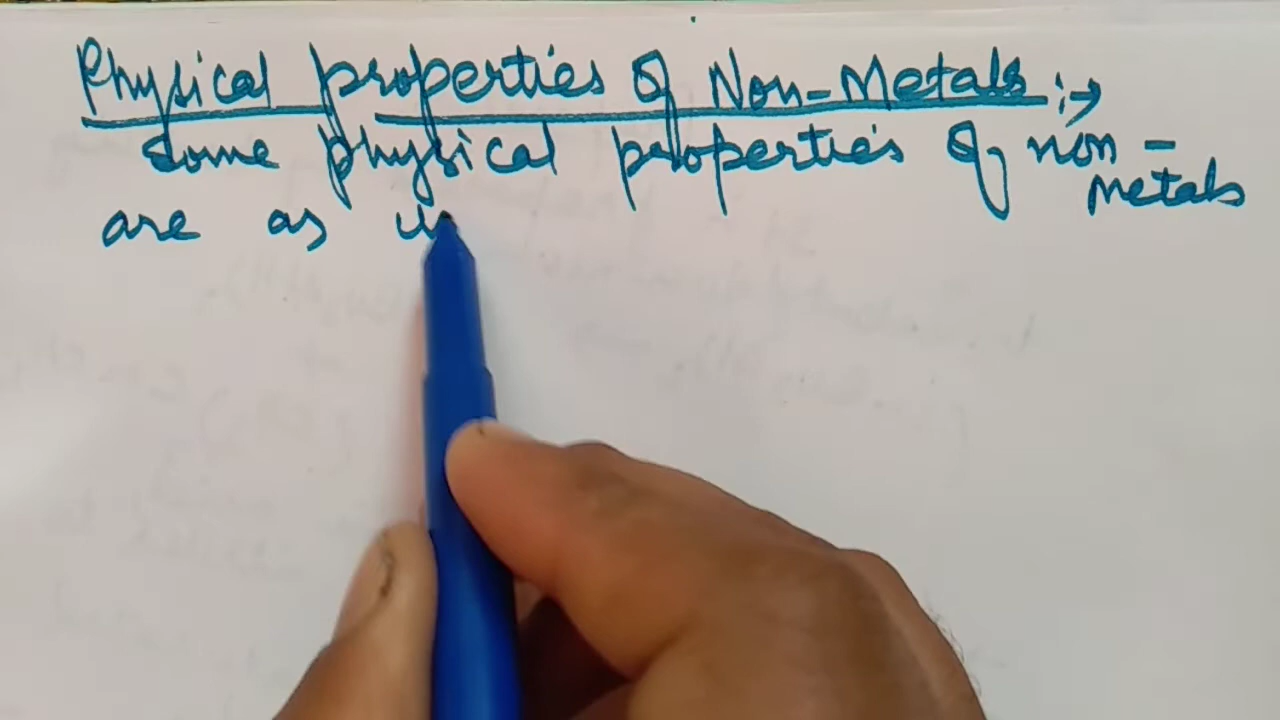 Physical properties of Non-Metals :→
Some physical properties of non-
metals
are as